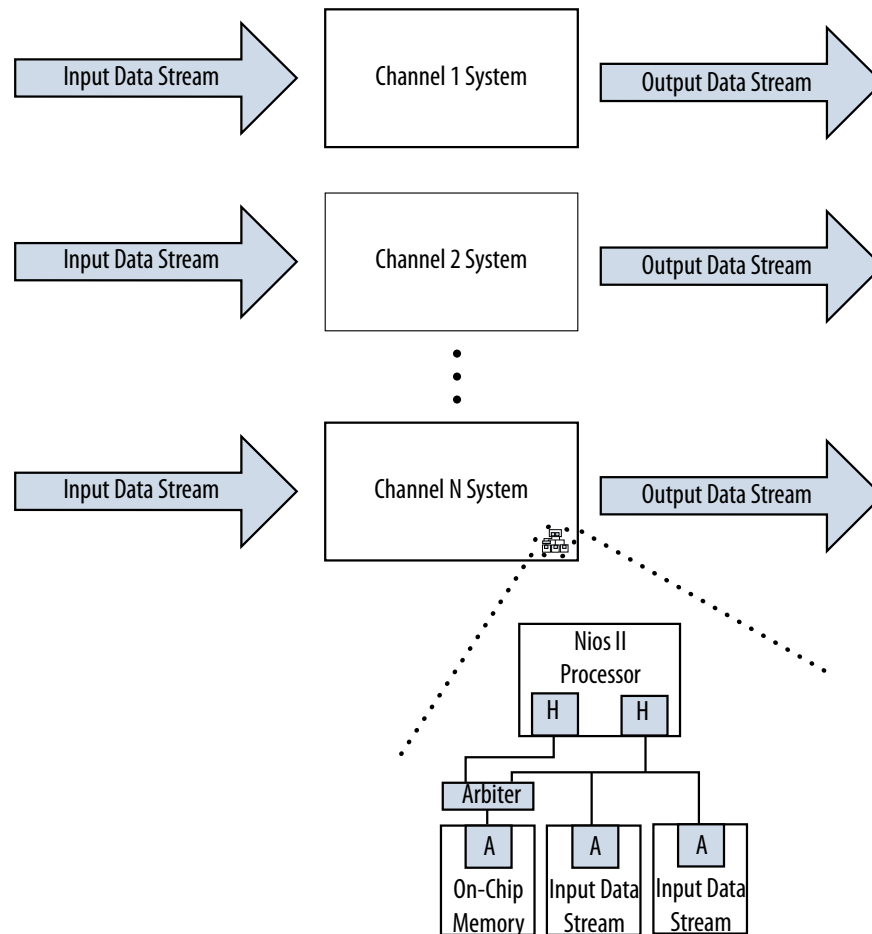 Input Data Stream
Channel 1 System
Output Data Stream
Input Data Stream
Channel 2 System
Output Data Stream
Input Data Stream
Channel N System
Output Data Stream
Nios II
Processor
H
H
Arbiter
A
A
A
On-Chip
Memory
Input Data
Stream
Input Data
Stream